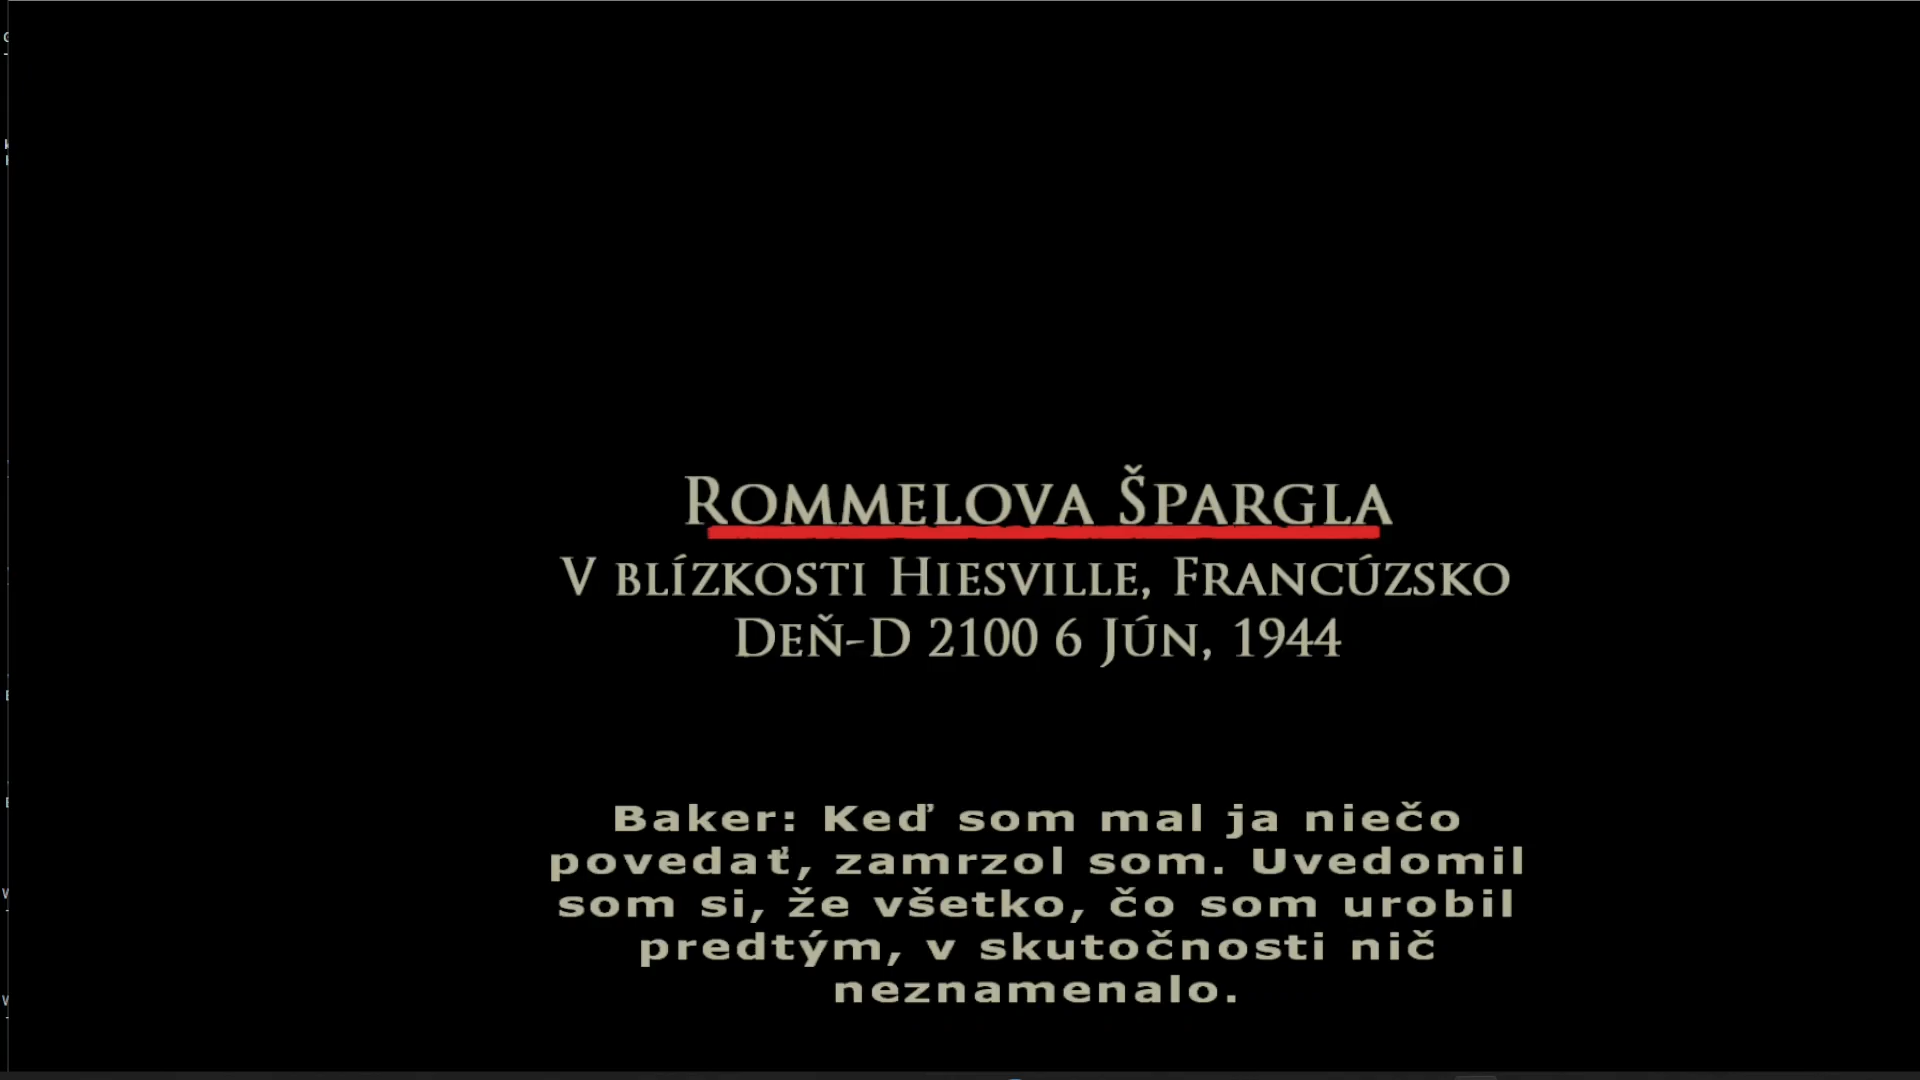 Rommelova Špargla
V blízkosti Hiesville, Francúzsko
Deň-D 2100 6 Jún, 1944
Baker: Keď som mal ja niečo
povedať, zamrzol som. Uvedomil
som si, že všetko, čo som urobil
predtým, v skutočnosti nič
neznamenalo.